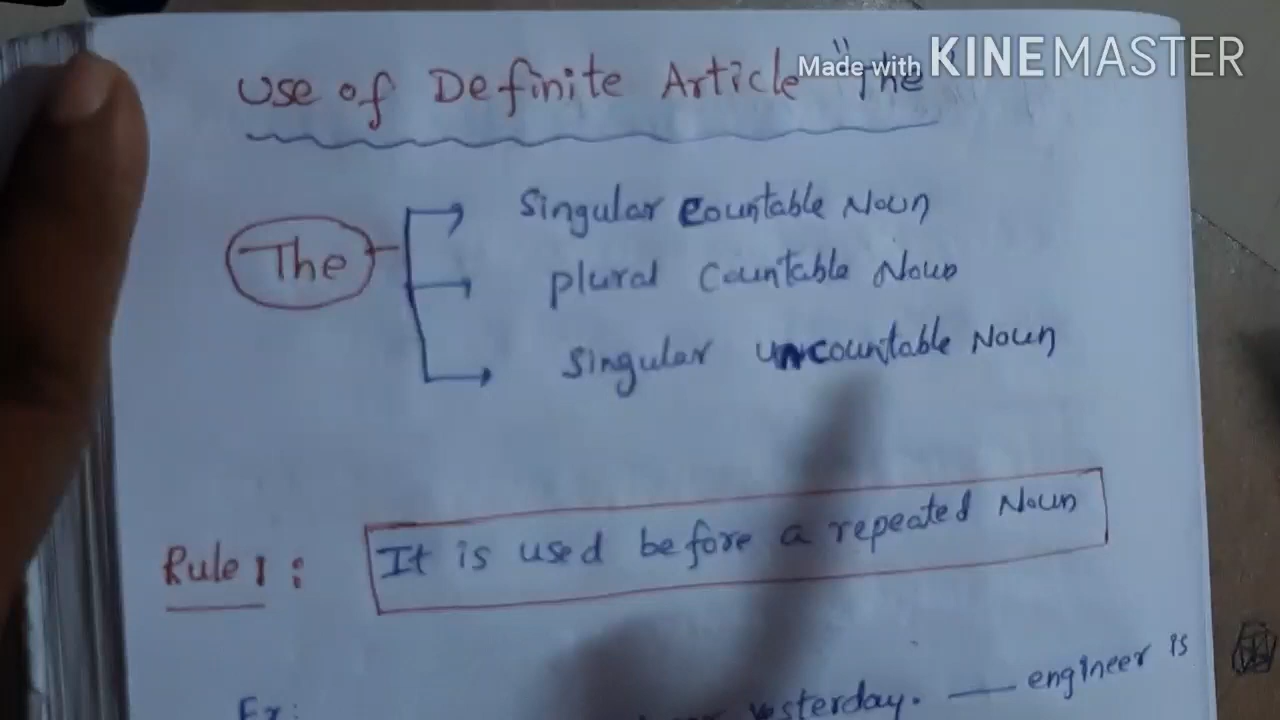 Use of Definite Article "The"
Made with KINEMASTER
The
Singular Countable Noun
plural Countable Noun
Singular uncountable Noun
Rule 1 : It is used before a repeated Noun
Ex: yesterday. — engineer is